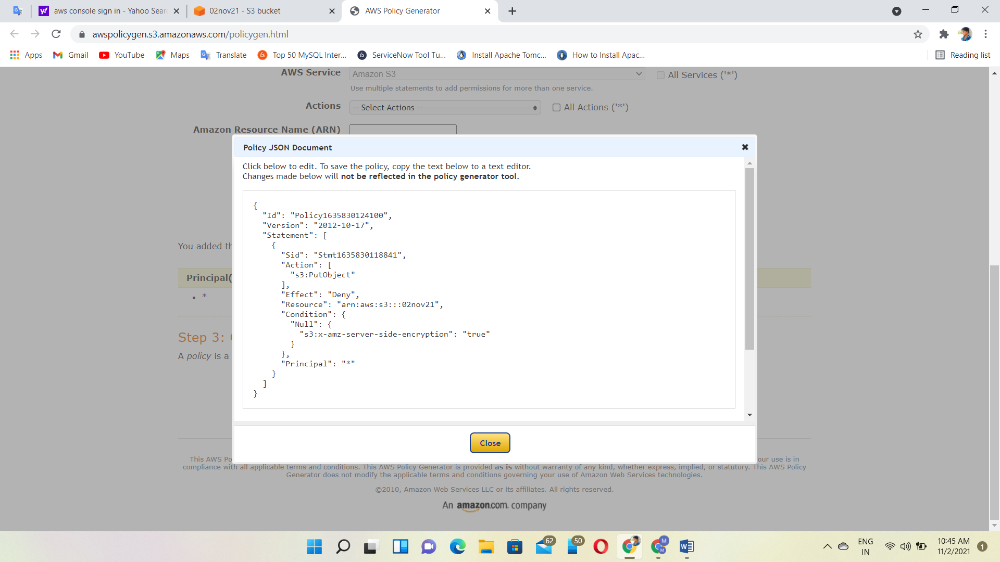 aws console sign in - Yahoo Sear
02nov21 - S3 bucket
AWS Policy Generator
awspolicygen.s3.amazonaws.com/policygen.html
Apps
Gmail
YouTube
Maps
Translate
Top 50 MySQL Inter...
ServiceNow Tool Tu...
Install Apache Tomc...
How to Install Apac...
Reading list
AWS Service
Amazon S3
All Services ('*')
Use multiple statements to add permissions for more than one service.
Actions
-- Select Actions --
All Actions ('*')
Amazon Resource Name (ARN)
Policy JSON Document
Click below to edit. To save the policy, copy the text below to a text editor.
Changes made below will not be reflected in the policy generator tool.
{
"Id": "Policy1635830124100",
"Version": "2012-10-17",
"Statement": [
{
"Sid": "Stmt1635830118841",
"Action": [
"s3:PutObject"
],
"Effect": "Deny",
"Resource": "arn:aws:s3:::02nov21",
"Condition": {
"Null": {
"s3:x-amz-server-side-encryption": "true"
}
},
"Principal": "*"
}
]
}
Close
You added th
Principal(
• *
Step 3:
A policy is a
This AWS Po
our use is in
compliance with all applicable terms and conditions. This AWS Policy Generator is provided as is without warranty of any kind, whether express, implied, or statutory. This AWS Policy
Generator does not modify the applicable terms and conditions governing your use of Amazon Web Services technologies.
©2010, Amazon Web Services LLC or its affiliates. All rights reserved.
An amazon.com. company
62
50
M
M
ENG
IN
10:45 AM
11/2/2021
1